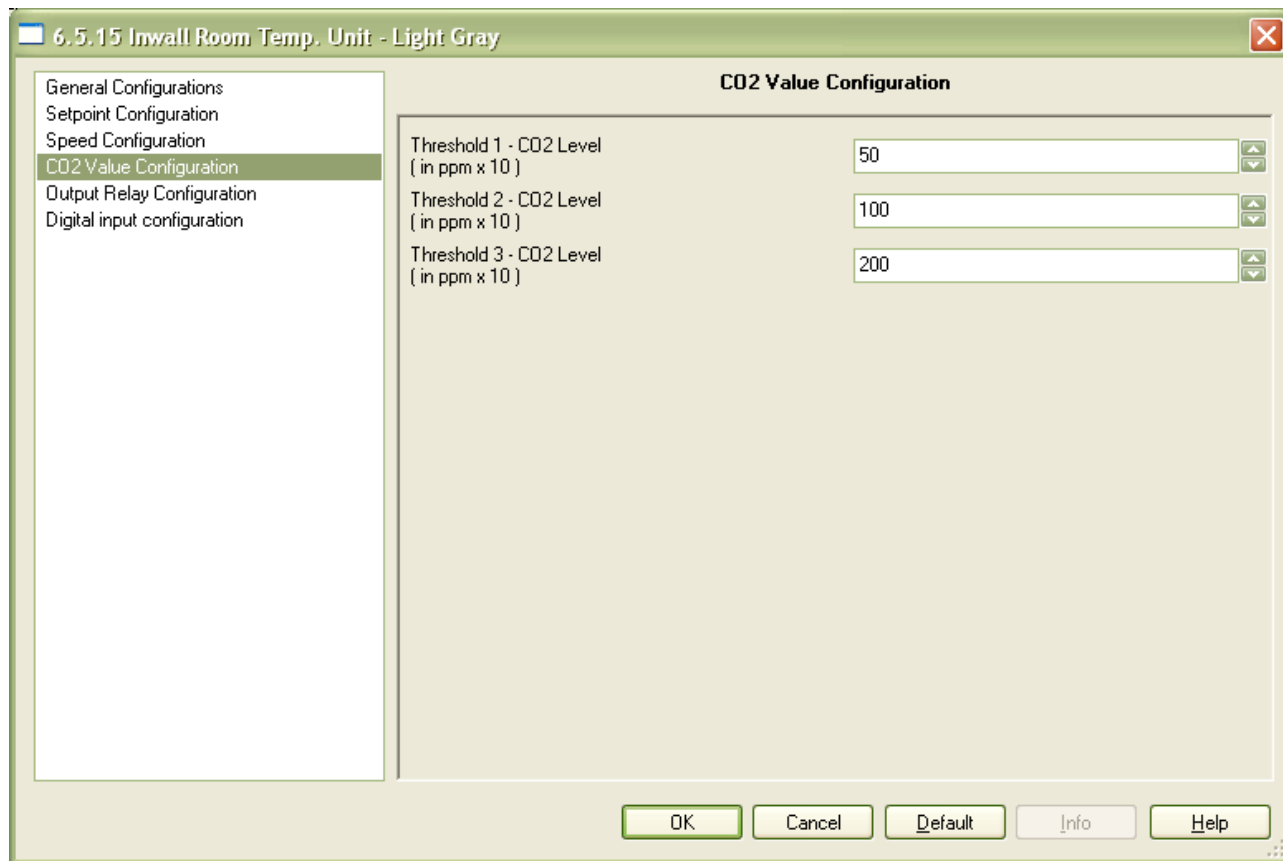 6.5.15 Inwall Room Temp. Unit - Light Gray
General Configurations
Setpoint Configuration
Speed Configuration
CO2 Value Configuration
Output Relay Configuration
Digital input configuration
CO2 Value Configuration
Threshold 1 - CO2 Level
( in ppm x 10 )
50
Threshold 2 - CO2 Level
( in ppm x 10 )
100
Threshold 3 - CO2 Level
( in ppm x 10 )
200
OK
Cancel
Default
Info
Help